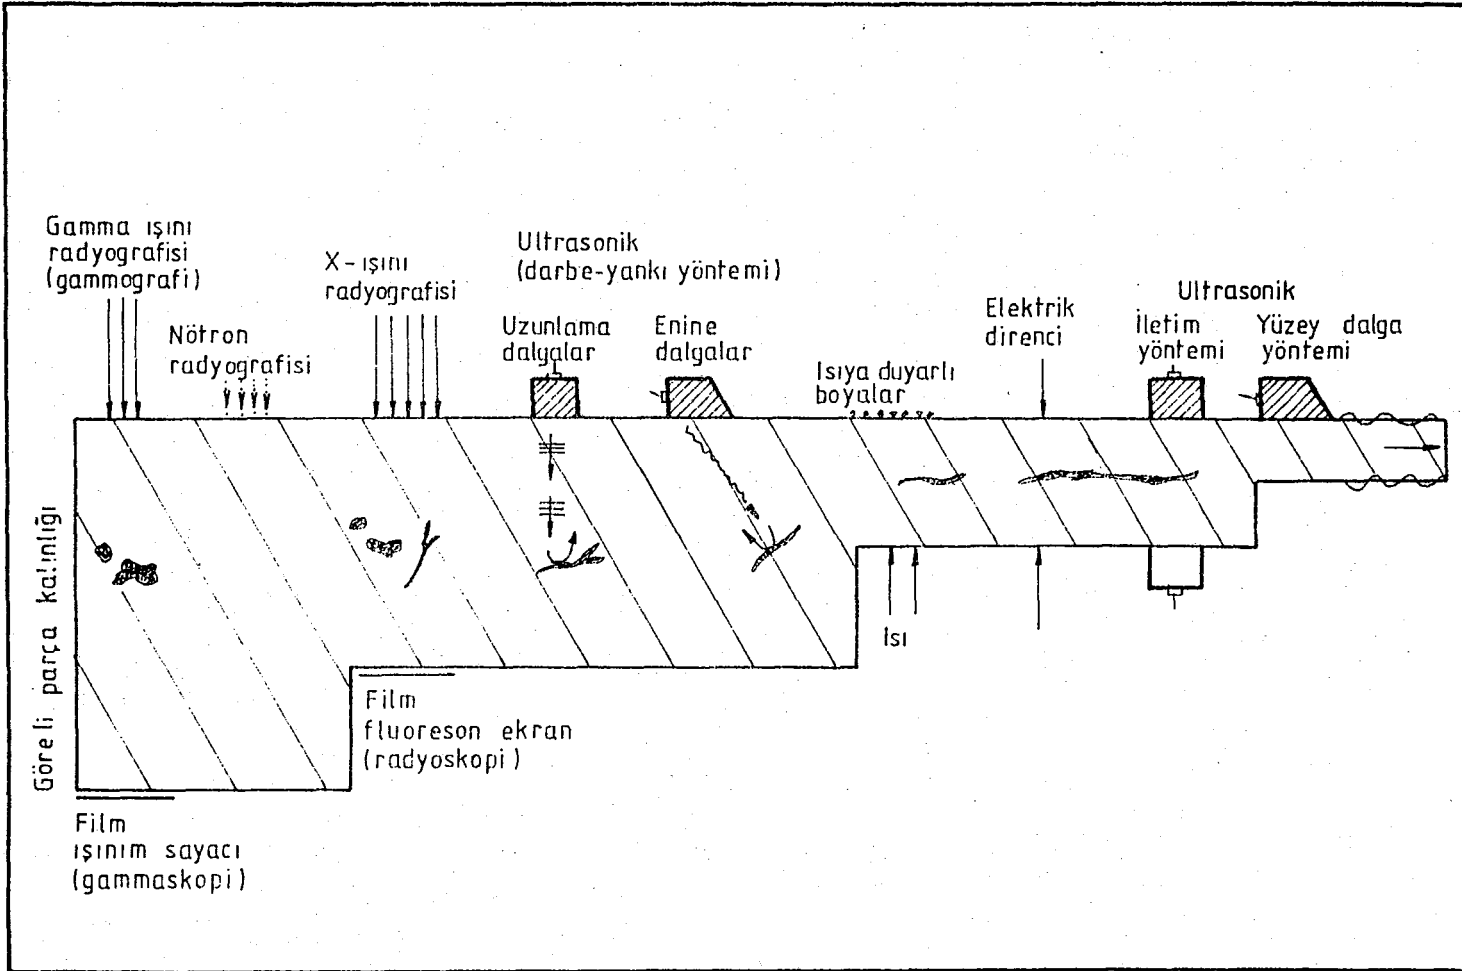 Gamma ışını
radyografisi
(gammografi)
Nötron
radyografisi
X-ışını
radyografisi
Ultrasonik
(darbe-yankı yöntemi)
Uzunlama
dalgalar
Enine
dalgalar
Isıya duyarlı
boyalar
Elektrik
direnci
Ultrasonik
İletim
yöntemi
Yüzey dalga
yöntemi
Göreli parça kalınlığı
Isı
Film
fluoreson ekran
(radyoskopi)
Film
ışınım sayacı
(gammaskopi)